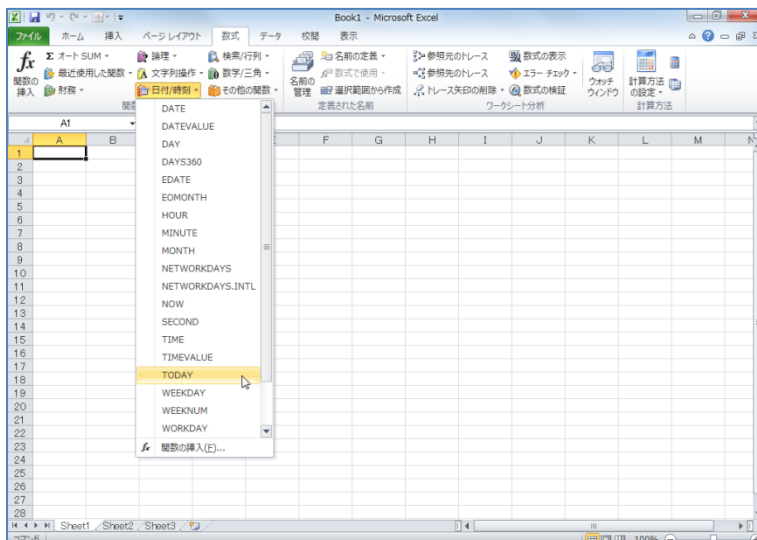 Book1 - Microsoft Excel
ファイル ホーム 挿入 ページ レイアウト 数式 データ 校閲 表示
fx Σ オート SUM 論理 検索/行列 名前の定義 参照元のトレース 数式の表示
関数の挿入 最近使用した関数 文字列操作 数学/三角 名前の管理 数式で使用 参照先のトレース エラー チェック ウォッチ ウィンドウ 計算方法の設定
財務 日付/時刻 その他の関数 選択範囲から作成 トレース矢印の削除 数式の検証
定義された名前 ワークシート分析 計算方法
A1
A B F G H I J K L M N
DATE
DATEVALUE
DAY
DAYS360
EDATE
EOMONTH
HOUR
MINUTE
MONTH
NETWORKDAYS
NETWORKDAYS.INTL
NOW
SECOND
TIME
TIMEVALUE
TODAY
WEEKDAY
WEEKNUM
WORKDAY
fx 関数の挿入(F)...
1
2
3
4
5
6
7
8
9
10
11
12
13
14
15
16
17
18
19
20
21
22
23
24
25
26
27
28
Sheet1 Sheet2 Sheet3
100%